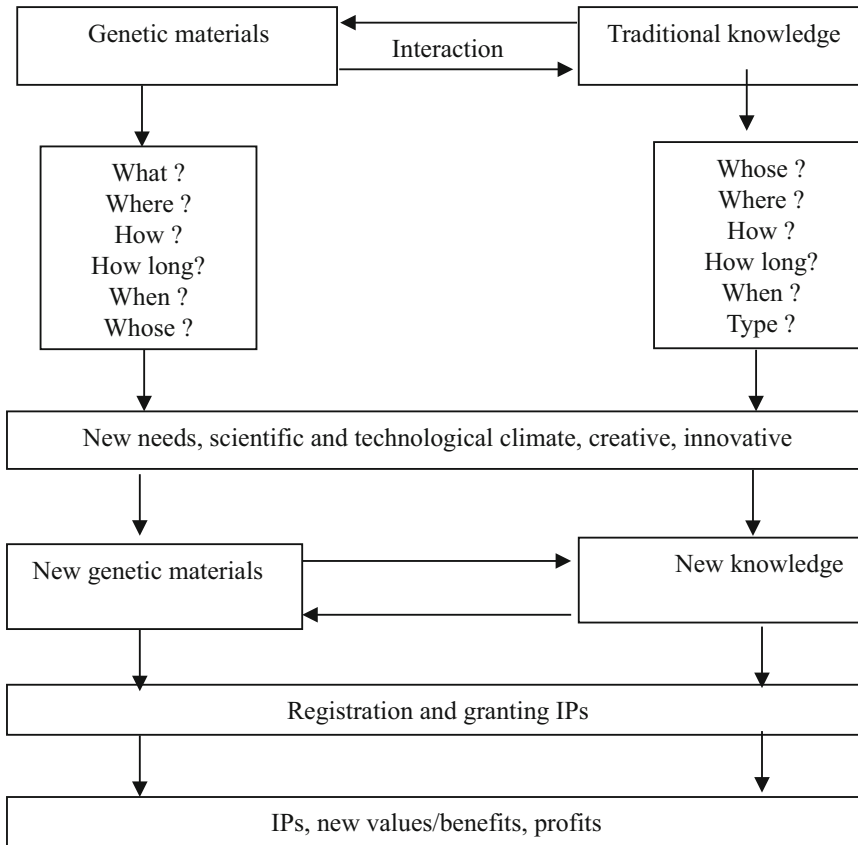 Genetic materials
Interaction
Traditional knowledge
What ?
Where ?
How ?
How long?
When ?
Whose ?
Whose ?
Where ?
How ?
How long?
When ?
Type ?
New needs, scientific and technological climate, creative, innovative
New genetic materials
New knowledge
Registration and granting IPs
IPs, new values/benefits, profits